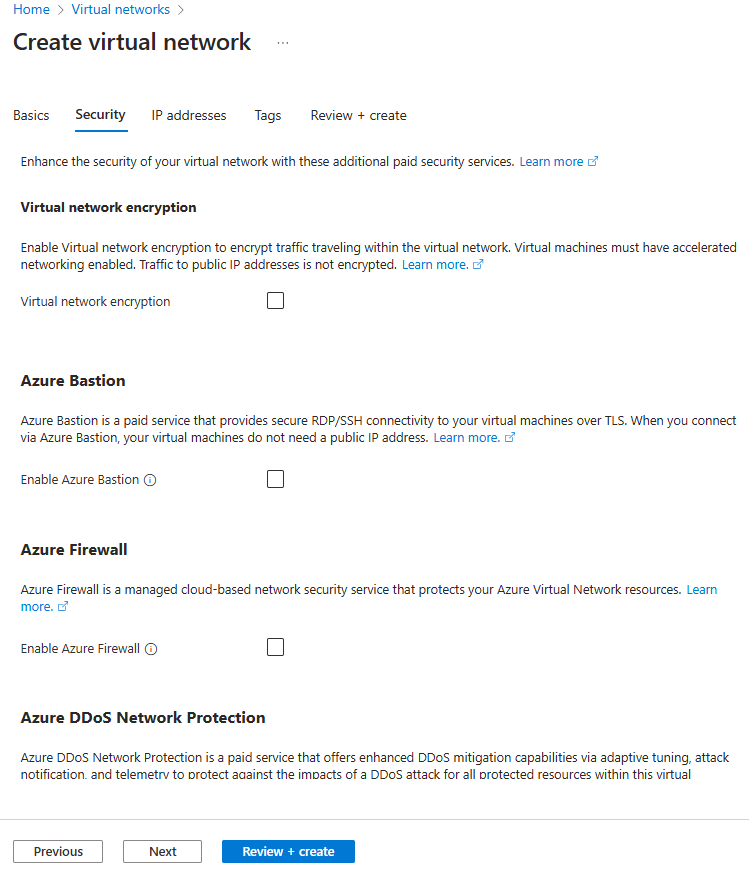 Home > Virtual networks >
Create virtual network ...
Basics Security IP addresses Tags Review + create
Enhance the security of your virtual network with these additional paid security services. Learn more
Virtual network encryption
Enable Virtual network encryption to encrypt traffic traveling within the virtual network. Virtual machines must have accelerated
networking enabled. Traffic to public IP addresses is not encrypted. Learn more.
Virtual network encryption
Azure Bastion
Azure Bastion is a paid service that provides secure RDP/SSH connectivity to your virtual machines over TLS. When you connect
via Azure Bastion, your virtual machines do not need a public IP address. Learn more.
Enable Azure Bastion
Azure Firewall
Azure Firewall is a managed cloud-based network security service that protects your Azure Virtual Network resources. Learn
more.
Enable Azure Firewall
Azure DDoS Network Protection
Azure DDoS Network Protection is a paid service that offers enhanced DDoS mitigation capabilities via adaptive tuning, attack
notification, and telemetry to protect against the impacts of a DDoS attack for all protected resources within this virtual
Previous Next Review + create